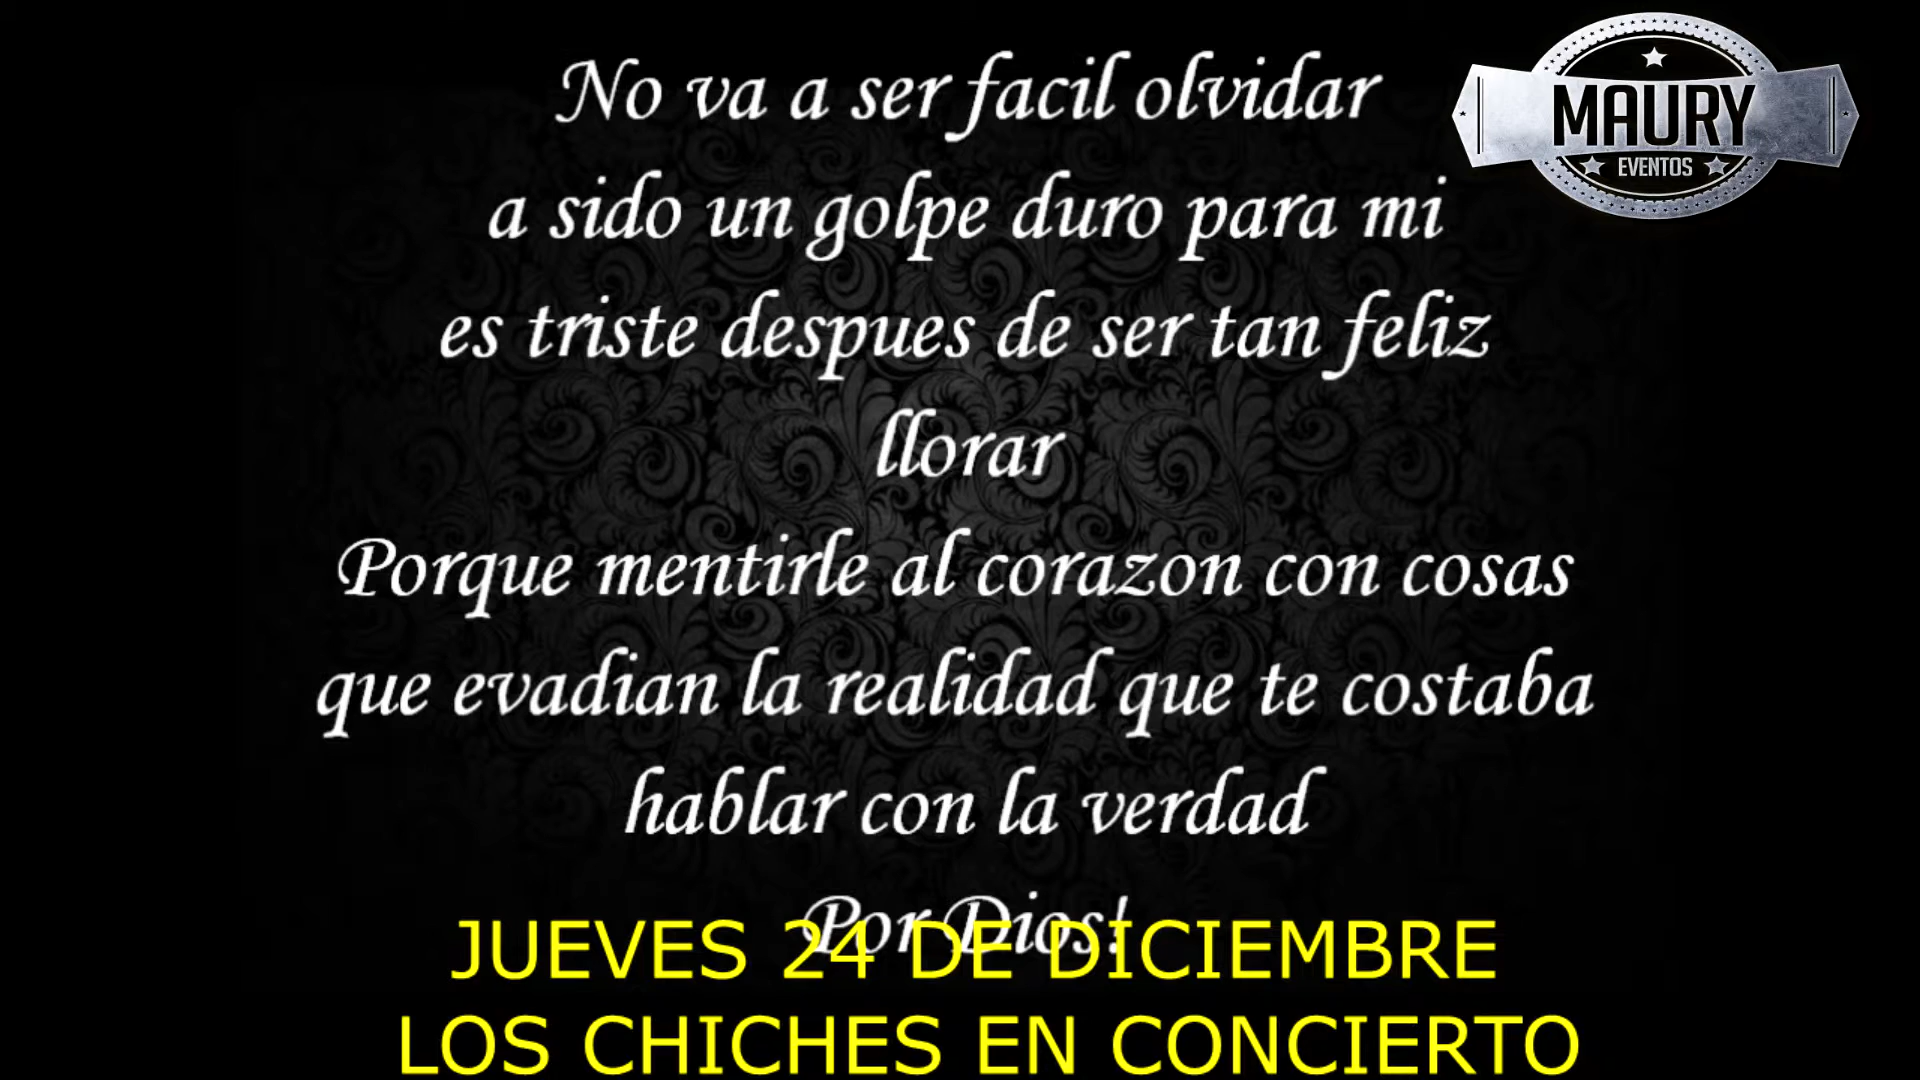 No va a ser facil olvidar
MAURY
EVENTOS
a sido un golpe duro para mi
es triste despues de ser tan feliz
llorar
Porque mentirle al corazon con cosas
que evadian la realidad que te costaba
hablar con la verdad
Por Dios!
JUEVES 24 DE DICIEMBRE
LOS CHICHES EN CONCIERTO